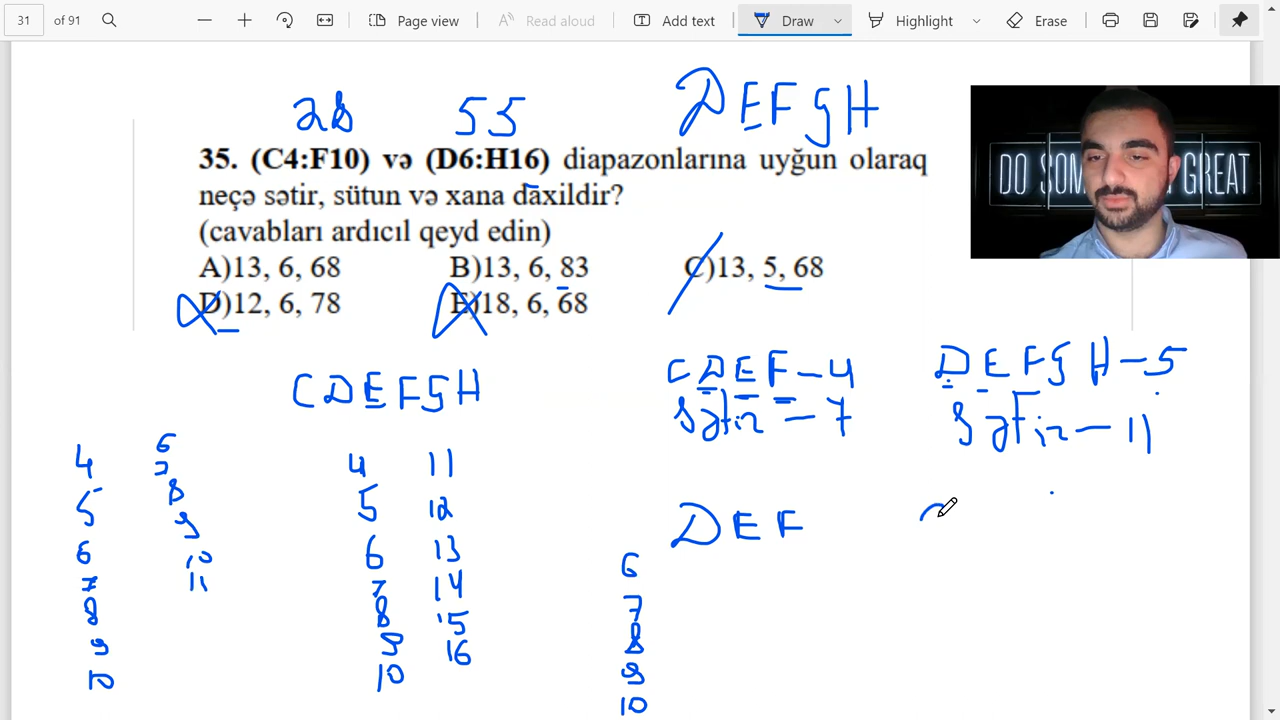 31 of 91 Page view Read aloud Add text Draw Highlight Erase
28 55 DEFGH
35. (C4:F10) və (D6:H16) diapazonlarına uyğun olaraq
neçə sətir, sütun və xana daxildir?
(cavabları ardıcıl qeyd edin)
A)13, 6, 68 B)13, 6, 83 C)13, 5, 68
D)12, 6, 78 E)18, 6, 68
DO GREAT
CDEF-4 DEFGH-5
CDEFGH Sətir-7 Sətir-11
4 6 4 11
5 7 5 12
6 8 6 13
7 9 7 14
8 10 8 15
9 11 9 16
10 10
DEF
6
7
8
9
10